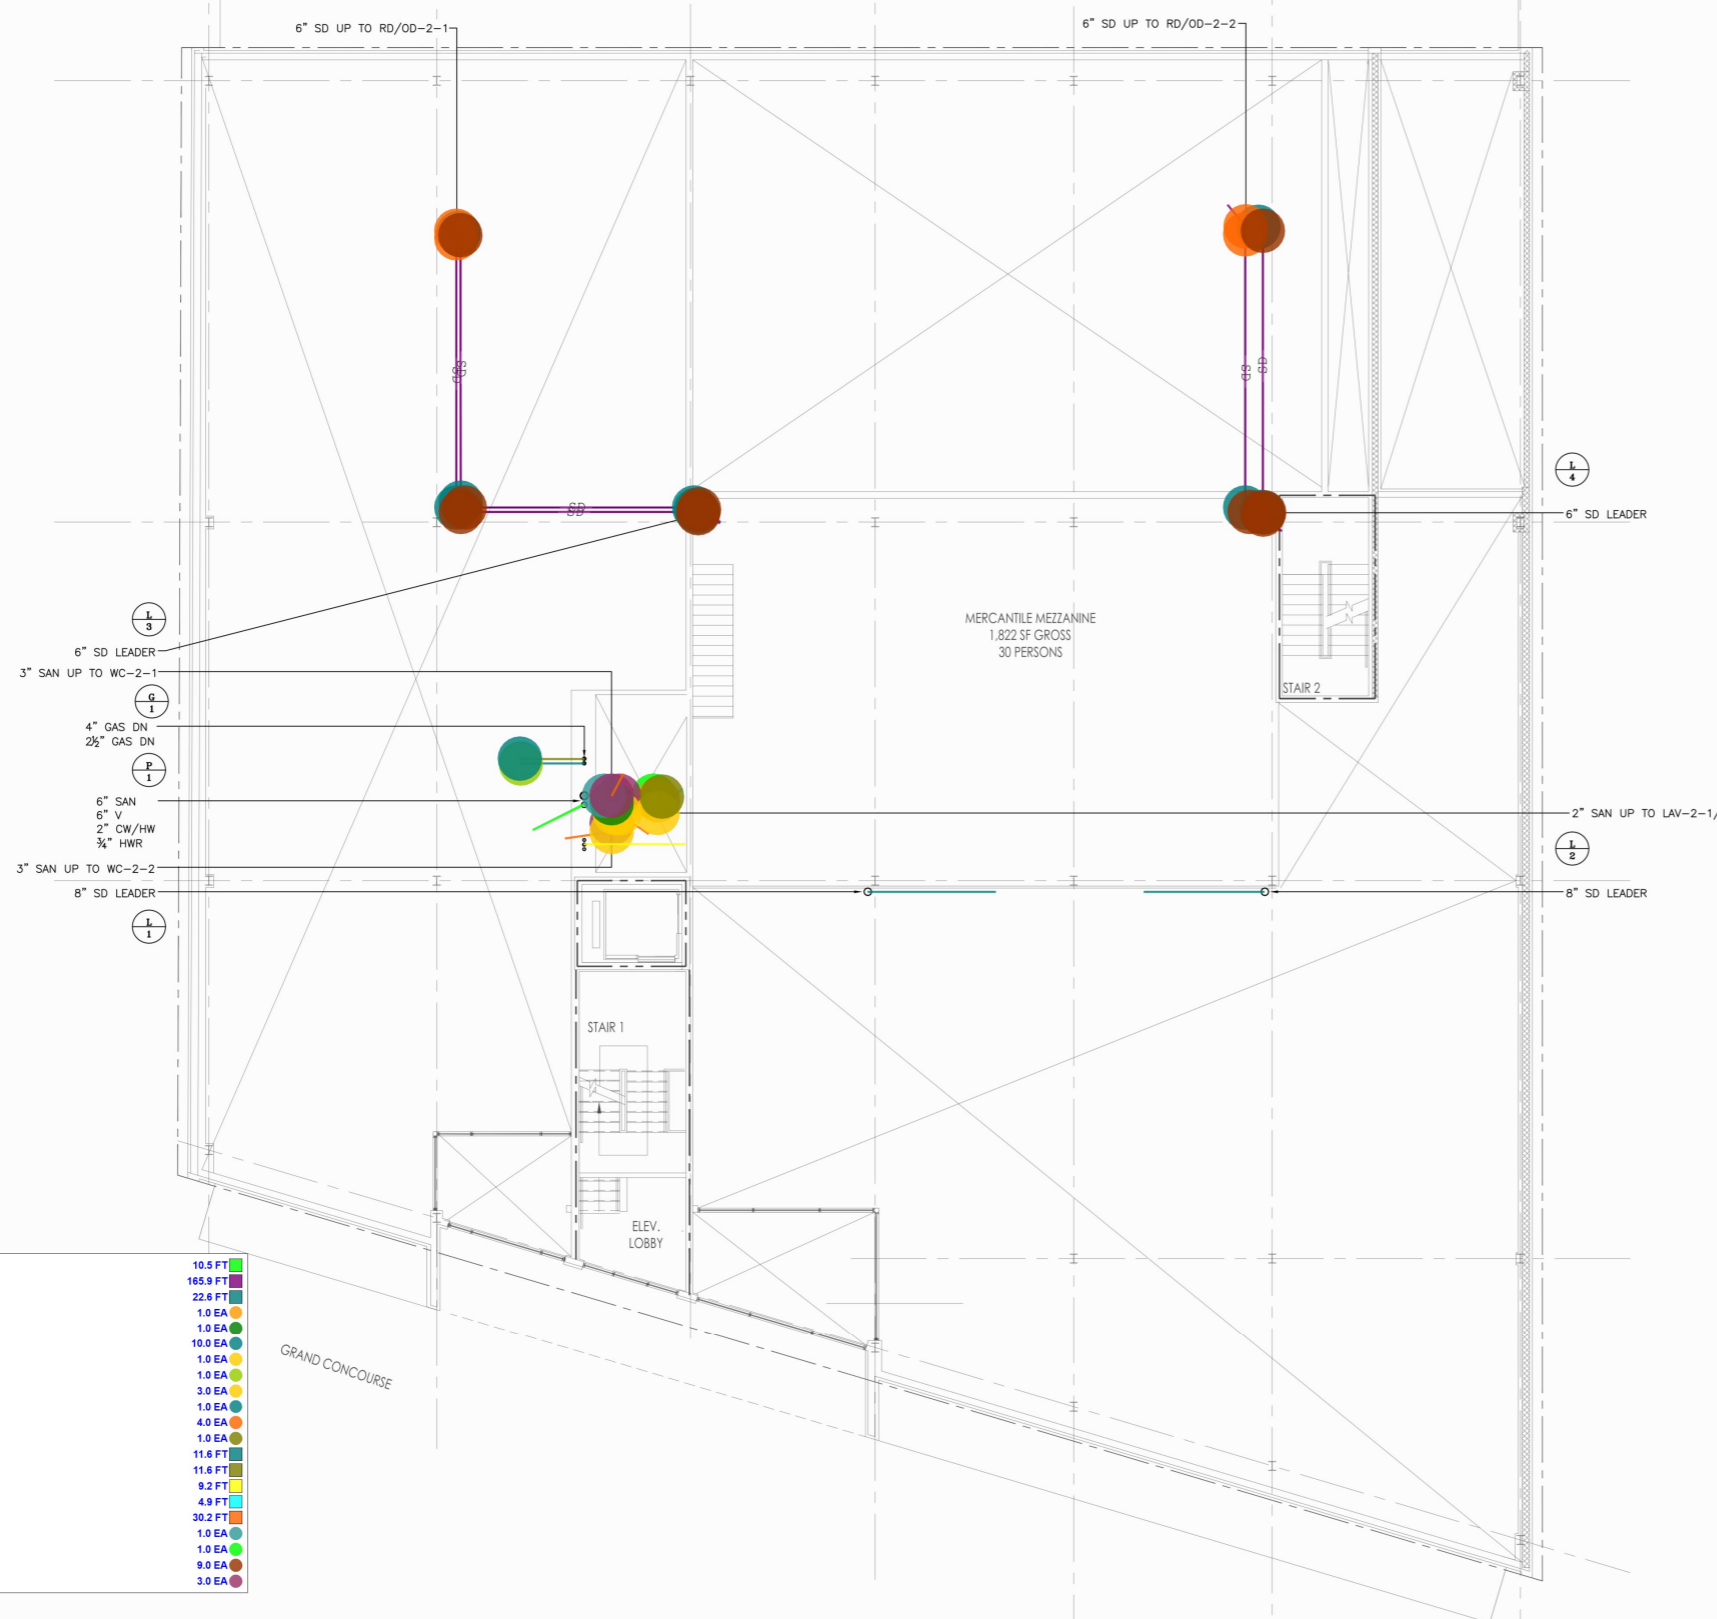 6" SD UP TO RD/OD-2-1
6" SD UP TO RD/OD-2-2
SD
SD
SD
SD
SD
SD
L
4
6" SD LEADER
L
3
6" SD LEADER
MERCANTILE MEZZANINE
1,822 SF GROSS
30 PERSONS
3" SAN UP TO WC-2-1
STAIR 2
G
1
4" GAS DN
2½" GAS DN
P
1
6" SAN
6" V
2" CW/HW
¾" HWR
2" SAN UP TO LAV-2-1/
L
2
3" SAN UP TO WC-2-2
8" SD LEADER
8" SD LEADER
L
1
STAIR 1
ELEV.
LOBBY
GRAND CONCOURSE
10.5 FT
165.9 FT
22.6 FT
1.0 EA
1.0 EA
10.0 EA
1.0 EA
1.0 EA
3.0 EA
1.0 EA
4.0 EA
1.0 EA
11.6 FT
11.6 FT
9.2 FT
4.9 FT
30.2 FT
1.0 EA
1.0 EA
9.0 EA
3.0 EA